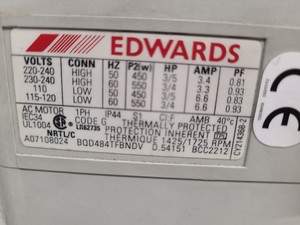 EDWARDS
VOLTS CONN HZ P2(w) HP AMP PF
220-240 HIGH 50 450 3/5 3.4 0.81
230-240 HIGH 60 550 3/4 3.3 0.93
110 LOW 50 450 3/5 6.6 0.83
115-120 LOW 60 550 3/4 6.6 0.93
AC MOTOR 1PH IP44 S1 CLF AMB 40°c
IEC34 CODE G THERMALLY PROTECTED
UL1004 LR62735 PROTECTION INHERENT
NRTL/C THERMIQUE 1425/1725 RPM
A07108024 BQD484TFBNDV D.54151 BCC2212
CE